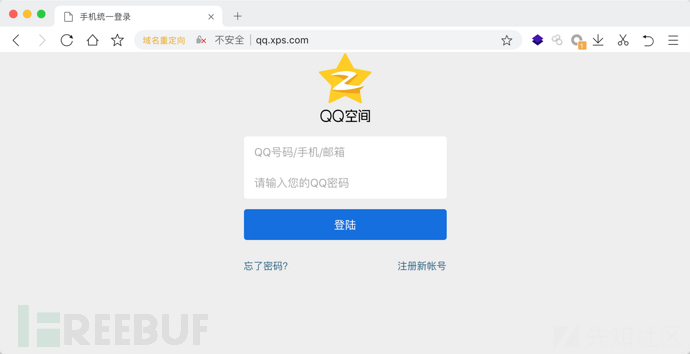 手机统一登录
域名重定向 不安全 qq.xps.com
1
QQ空间
QQ号码/手机/邮箱
请输入您的QQ密码
登陆
忘了密码? 注册新帐号
FREEBUF